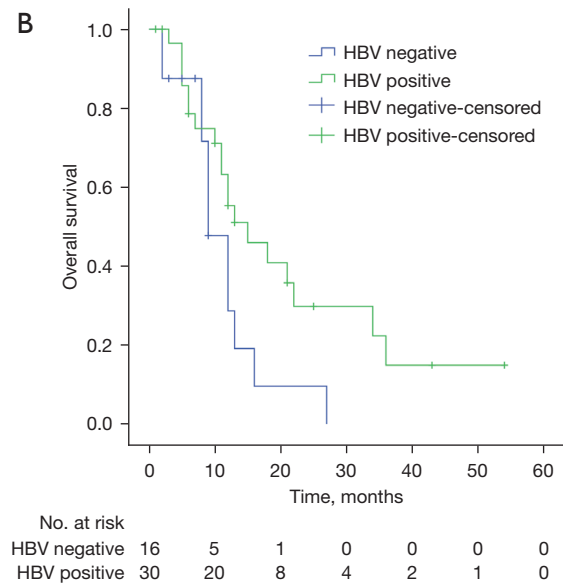 B
1.0
0.8
0.6
0.4
0.2
0.0
Overall survival
HBV negative
HBV positive
HBV negative-censored
HBV positive-censored
0 10 20 30 40 50 60
Time, months
No. at risk
HBV negative 16 5 1 0 0 0 0
HBV positive 30 20 8 4 2 1 0